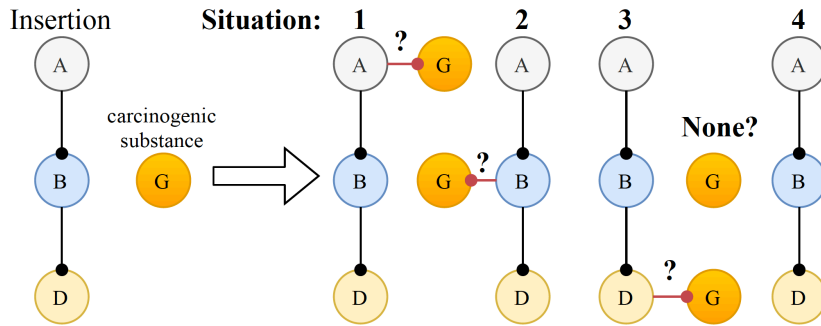 Insertion Situation: 1 2 3 4
?
A A G A A A
carcinogenic
substance
None?
?
B G B G B B G B
?
D D D D G D